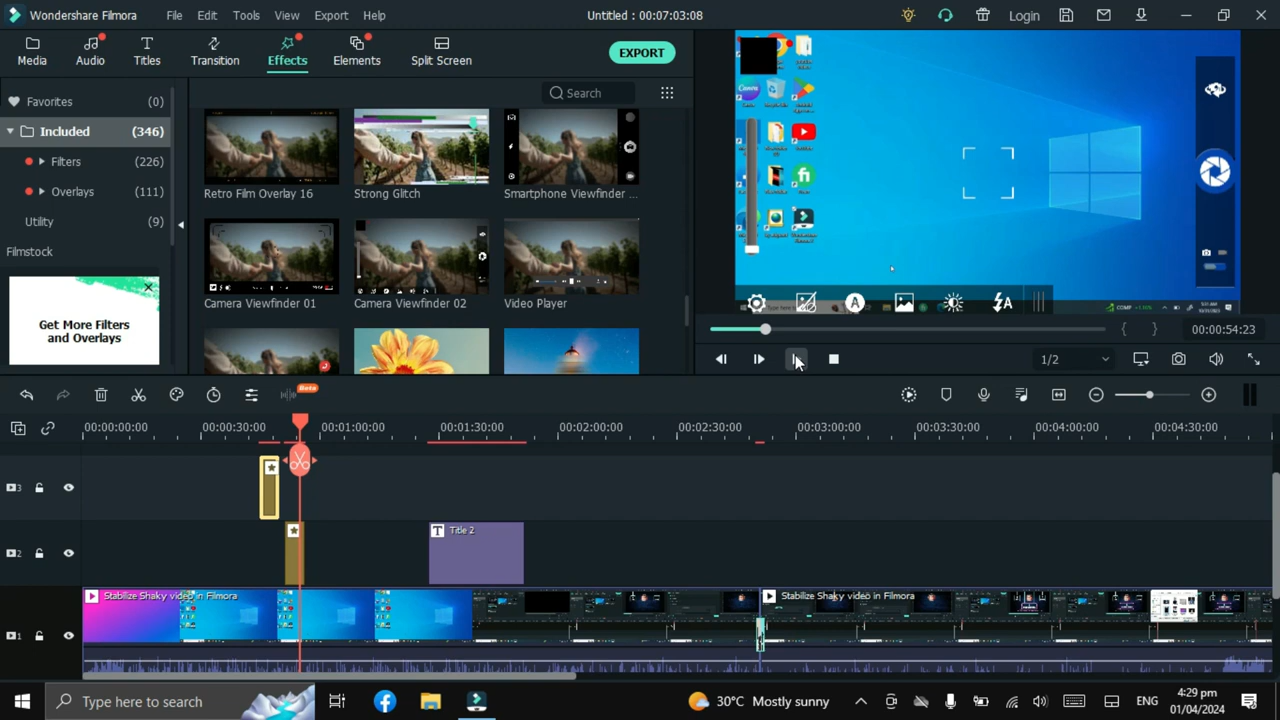 Wondershare Filmora File Edit Tools View Export Help Untitled : 00:07:03:08 Login
Media Audio Titles Transition Effects Elements Split Screen EXPORT
Favorites (0)
Included (346)
Filters (226)
Overlays (111)
Utility (9)
Filmstock
Get More Filters
and Overlays
Search
Retro Film Overlay 16 Strong Glitch Smartphone Viewfinder ...
Camera Viewfinder 01 Camera Viewfinder 02 Video Player
00:00:54:23
1/2
Beta
00:00:00:00 00:00:30:00 00:01:00:00 00:01:30:00 00:02:00:00 00:02:30:00 00:03:00:00 00:03:30:00 00:04:00:00 00:04:30:00
3
2
Title 2
1
Stabilize Shaky video in Filmora Stabilize Shaky video in Filmora
Type here to search
30°C Mostly sunny
ENG
4:29 pm
01/04/2024